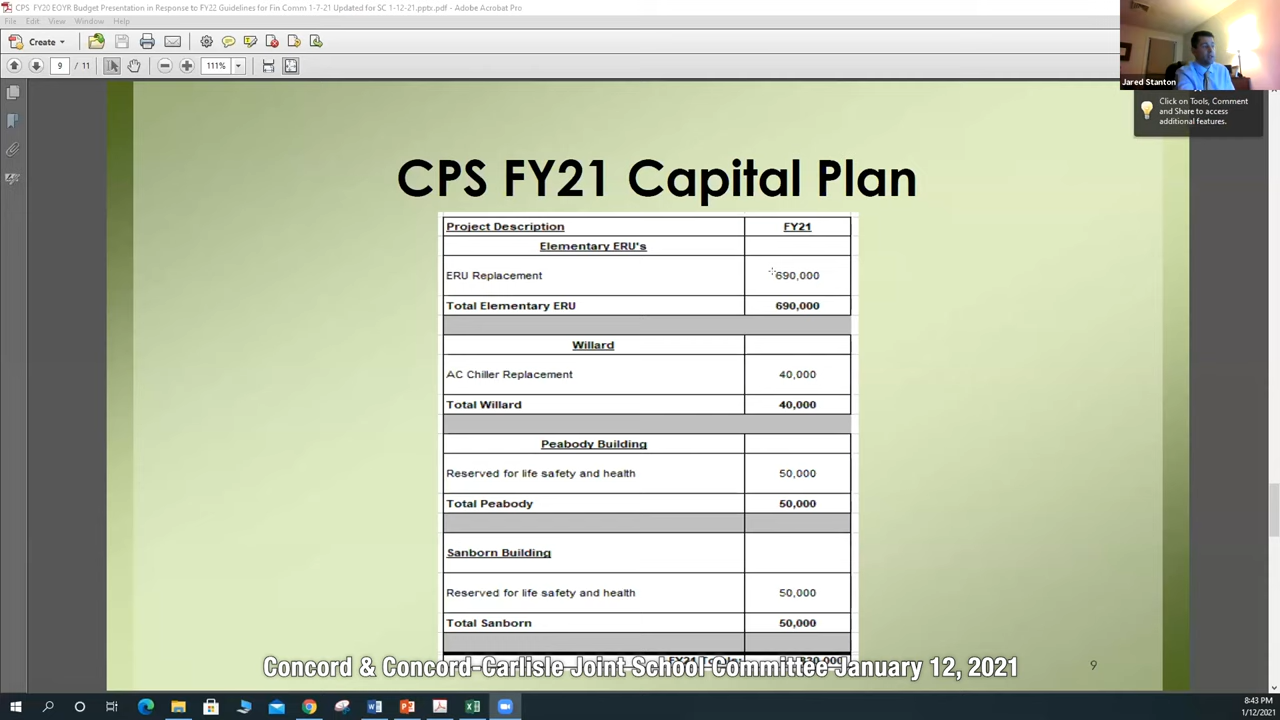 CPS FY20 EOYR Budget Presentation in Response to FY22 Guidelines for Fin Comm 1-7-21 Updated for SC 1-12-21.pptx.pdf - Adobe Acrobat Pro
File Edit View Window Help
Create
9 / 11 111%
Jared Stanton
Click on Tools, Comment
and Share to access
additional features.
CPS FY21 Capital Plan
Project Description FY21
Elementary ERU's
ERU Replacement 690,000
Total Elementary ERU 690,000
Willard
AC Chiller Replacement 40,000
Total Willard 40,000
Peabody Building
Reserved for life safety and health 50,000
Total Peabody 50,000
Sanborn Building
Reserved for life safety and health 50,000
Total Sanborn 50,000
Concord & Concord-Carlisle Joint School Committee January 12, 2021
9
8:43 PM
1/12/2021